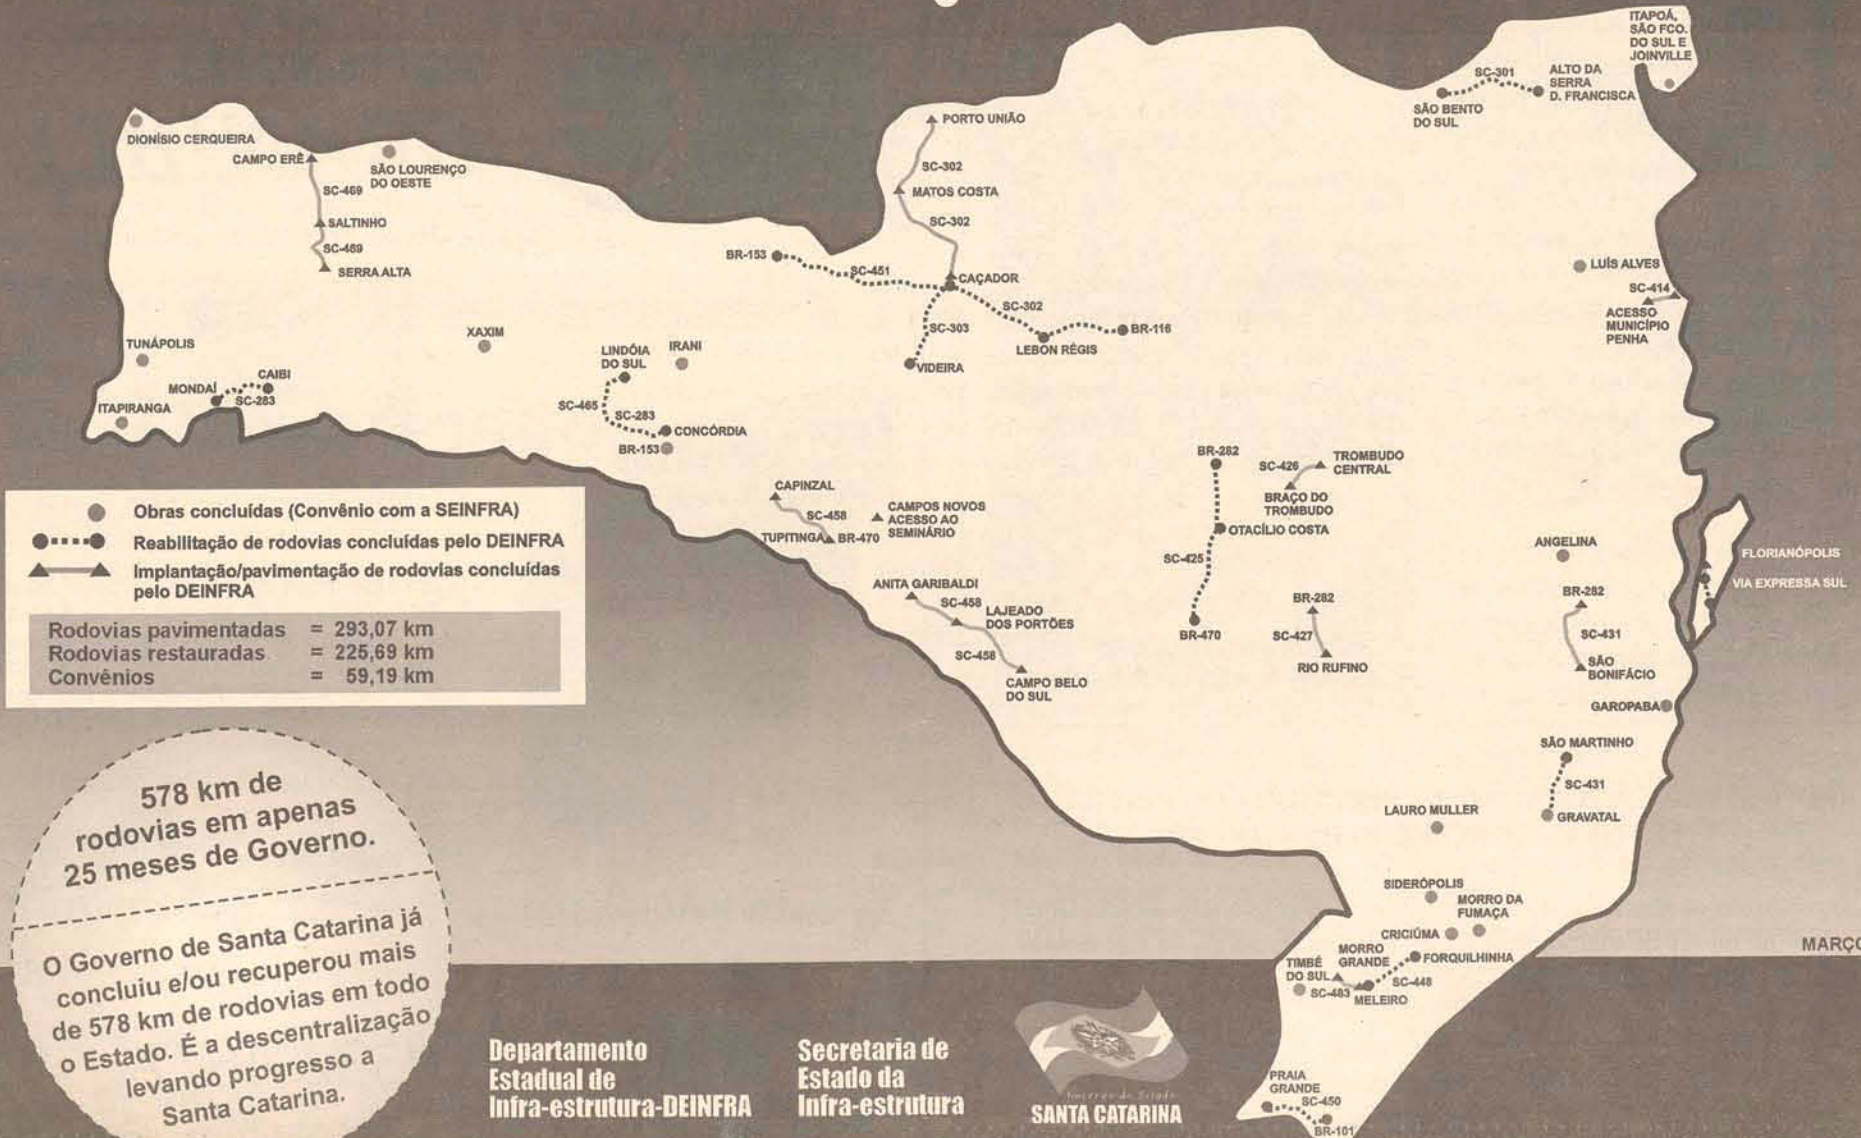 ITAPOÁ,
SÃO FCO.
DO SUL E
JOINVILLE
SC-301
ALTO DA
SERRA
D. FRANCISCA
SÃO BENTO
DO SUL
DIONÍSIO CERQUEIRA
CAMPO ERÊ
SÃO LOURENÇO
DO OESTE
SC-469
SALTINHO
SC-469
SERRA ALTA
PORTO UNIÃO
SC-302
MATOS COSTA
SC-302
BR-153
SC-451
CAÇADOR
SC-302
SC-303
BR-116
LEBON RÉGIS
VIDEIRA
LUÍS ALVES
SC-414
ACESSO
MUNICÍPIO
PENHA
TUNÁPOLIS
XAXIM
LINDÓIA
DO SUL
IRANI
CAIBI
MONDAÍ
SC-283
ITAPIRANGA
SC-465
SC-283
CONCÓRDIA
BR-153
CAPINZAL
SC-458
TUPITINGA
BR-470
CAMPOS NOVOS
ACESSO AO
SEMINÁRIO
BR-282
SC-426
TROMBUDO
CENTRAL
BRAÇO DO
TROMBUDO
OTACÍLIO COSTA
SC-425
BR-470
ANGELINA
FLORIANÓPOLIS
VIA EXPRESSA SUL
ANITA GARIBALDI
SC-458
LAJEADO
DOS PORTÕES
SC-458
CAMPO BELO
DO SUL
BR-282
SC-427
RIO RUFINO
BR-282
SC-431
SÃO
BONIFÁCIO
GAROPABA
SÃO MARTINHO
SC-431
GRAVATAL
LAURO MULLER
SIDERÓPOLIS
MORRO DA
FUMAÇA
CRICIÚMA
MORRO
GRANDE
FORQUILHINHA
TIMBÉ
DO SUL
SC-483
SC-448
MELEIRO
PRAIA
GRANDE
SC-450
BR-101
Obras concluídas (Convênio com a SEINFRA)
Reabilitação de rodovias concluídas pelo DEINFRA
Implantação/pavimentação de rodovias concluídas
pelo DEINFRA
Rodovias pavimentadas = 293,07 km
Rodovias restauradas = 225,69 km
Convênios = 59,19 km
578 km de
rodovias em apenas
25 meses de Governo.
O Governo de Santa Catarina já
concluiu e/ou recuperou mais
de 578 km de rodovias em todo
o Estado. É a descentralização
levando progresso a
Santa Catarina.
MARÇO
Departamento
Estadual de
Infra-estrutura-DEINFRA
Secretaria de
Estado da
Infra-estrutura
Governo do Estado
SANTA CATARINA